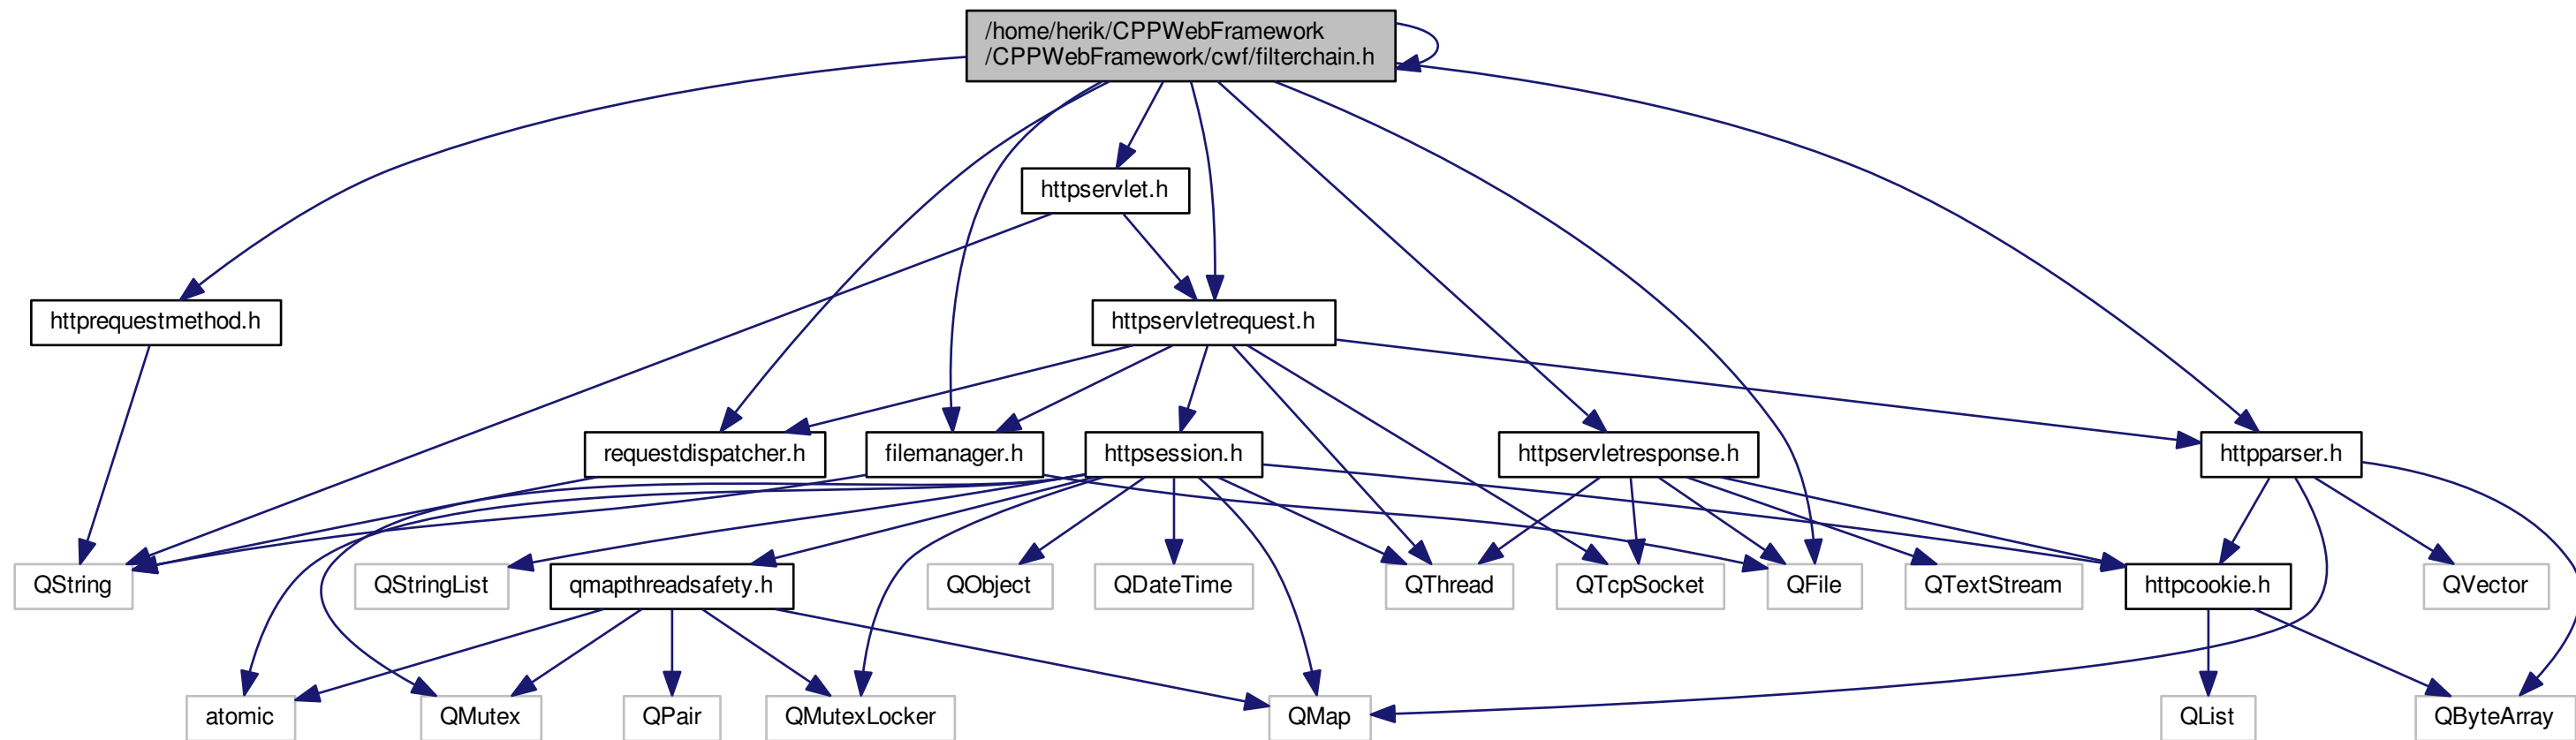 /home/herik/CPPWebFramework
/CPPWebFramework/cwf/filterchain.h
httpservlet.h
httprequestmethod.h
httpservletrequest.h
requestdispatcher.h
filemanager.h
httpsession.h
httpservletresponse.h
httpparser.h
QString
QStringList
qmapthreadsafety.h
QObject
QDateTime
QThread
QTcpSocket
QFile
QTextStream
httpcookie.h
QVector
atomic
QMutex
QPair
QMutexLocker
QMap
QList
QByteArray